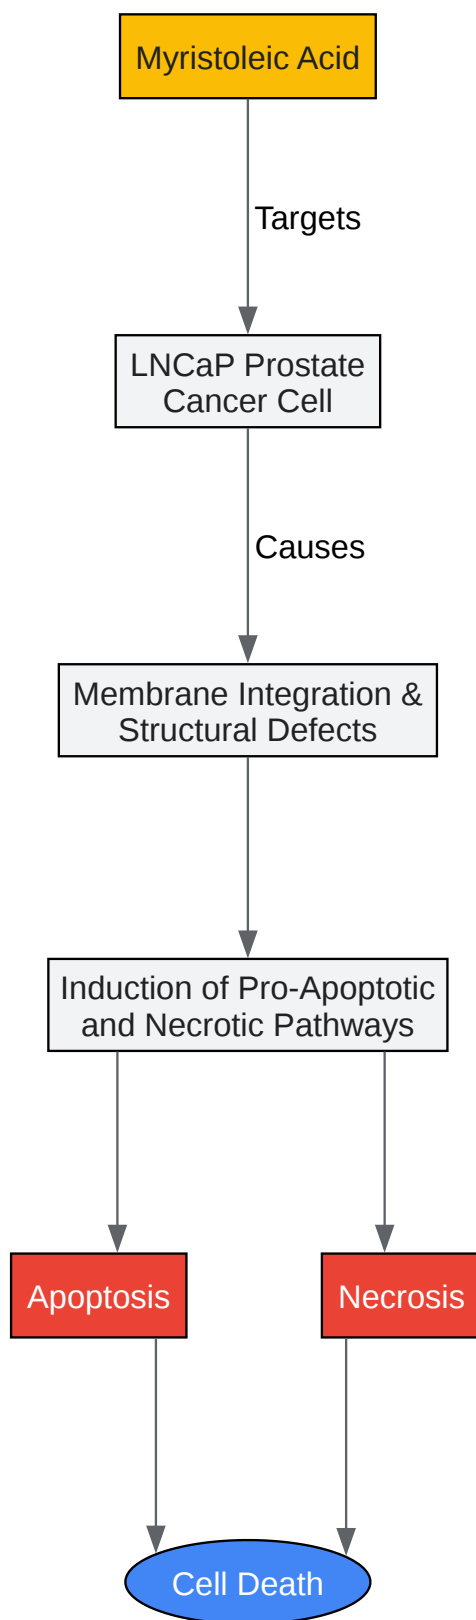 Myristoleic Acid
Targets
LNCaP Prostate
Cancer Cell
Causes
Membrane Integration &
Structural Defects
Induction of Pro-Apoptotic
and Necrotic Pathways
Apoptosis
Necrosis
Cell Death